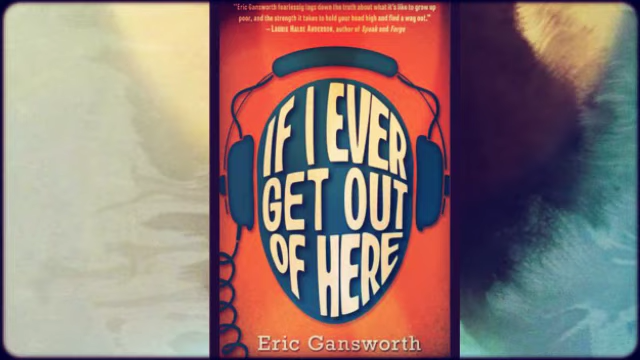 "Eric Gansworth fearlessly lays down the truth about what it's like to grow up
poor, and the strength it takes to hold your head high and find a way out."
—Laurie Halse Anderson, author of Speak and Forge
IF I EVER
GET OUT
OF HERE
Eric Gansworth